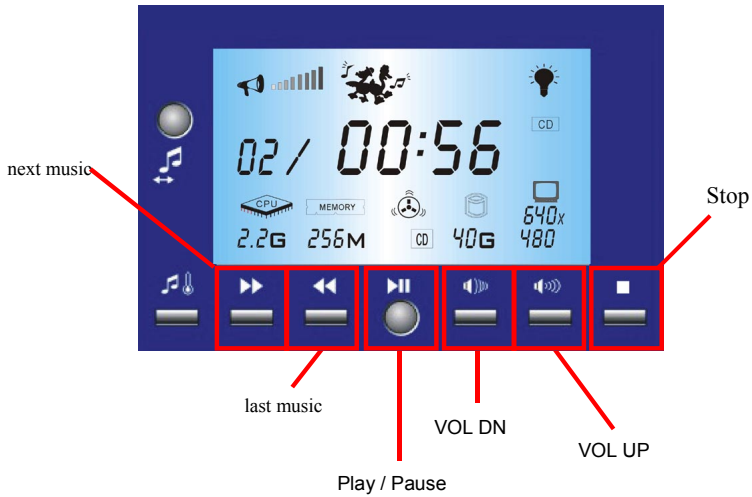 CD
02/ 00:56
next music
CPU MEMORY
640x
Stop
2.2G 256M CD 40G 480
last music
VOL DN
VOL UP
Play / Pause